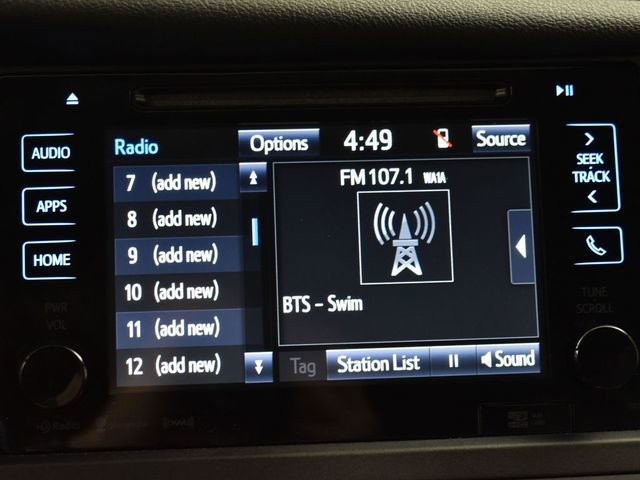 AUDIO
APPS
HOME
PWR
VOL
Radio
Options
4:49
Source
7 (add new)
8 (add new)
9 (add new)
10 (add new)
11 (add new)
12 (add new)
FM 107.1 WA1A
BTS - Swim
Tag
Station List
Sound
SEEK
TRACK
TUNE
SCROLL
Radio